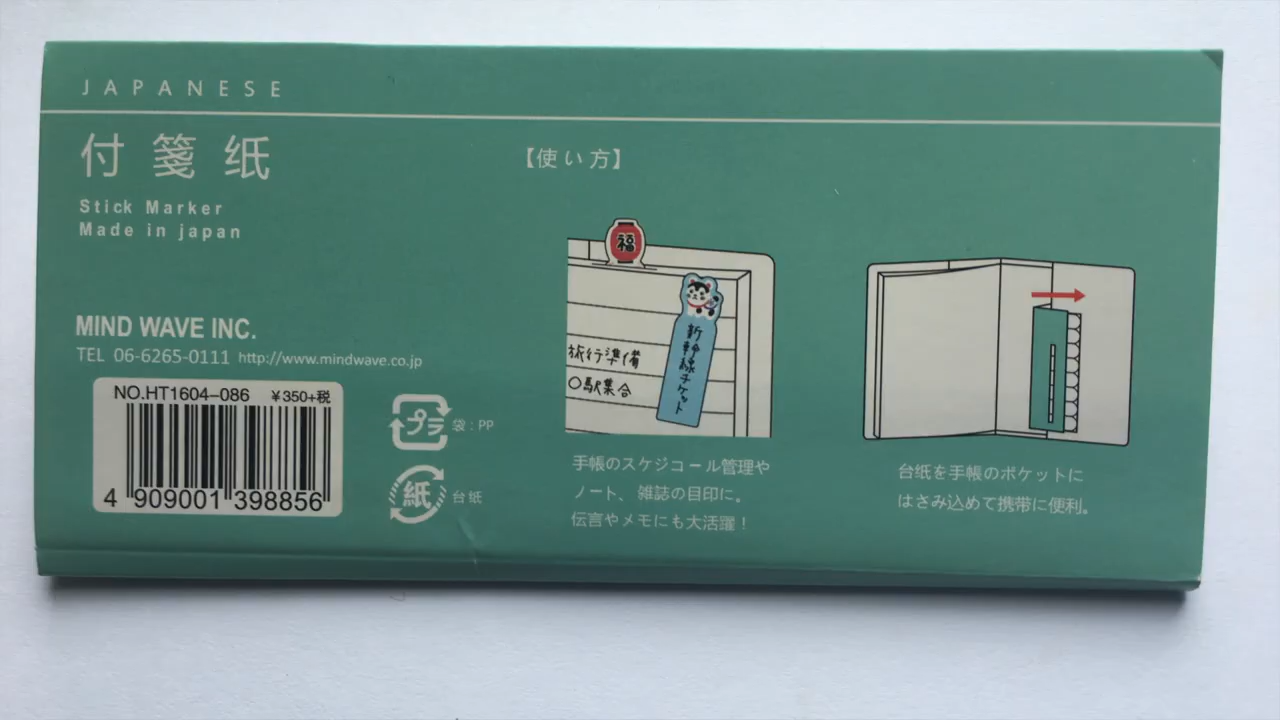 JAPANESE
付箋纸
Stick Marker
Made in japan
MIND WAVE INC.
TEL 06-6265-0111 http://www.mindwave.co.jp
NO.HT1604-086 ¥350+税
4 909001 398856
プラ 袋：PP
紙 台紙
【使い方】
福
新幹線チケット
旅行準備
〇駅集合
手帳のスケジュール管理や
ノート、雑誌の目印に。
伝言やメモにも大活躍！
台紙を手帳のポケットに
はさみ込めて携帯に便利。